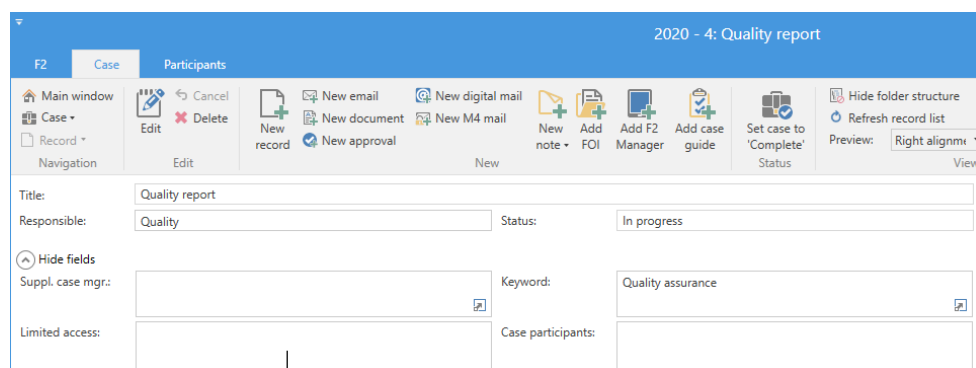 2020 - 4: Quality report
F2 Case Participants
Main window
Case
Record
Navigation
Edit
Cancel
Delete
Edit
New record
New email
New document
New approval
New digital mail
New M4 mail
New note
Add FOI
Add F2 Manager
Add case guide
New
Set case to 'Complete'
Status
Hide folder structure
Refresh record list
Preview: Right alignme
View
Title: Quality report
Responsible: Quality Status: In progress
Hide fields
Suppl. case mgr.: Keyword: Quality assurance
Limited access: Case participants: